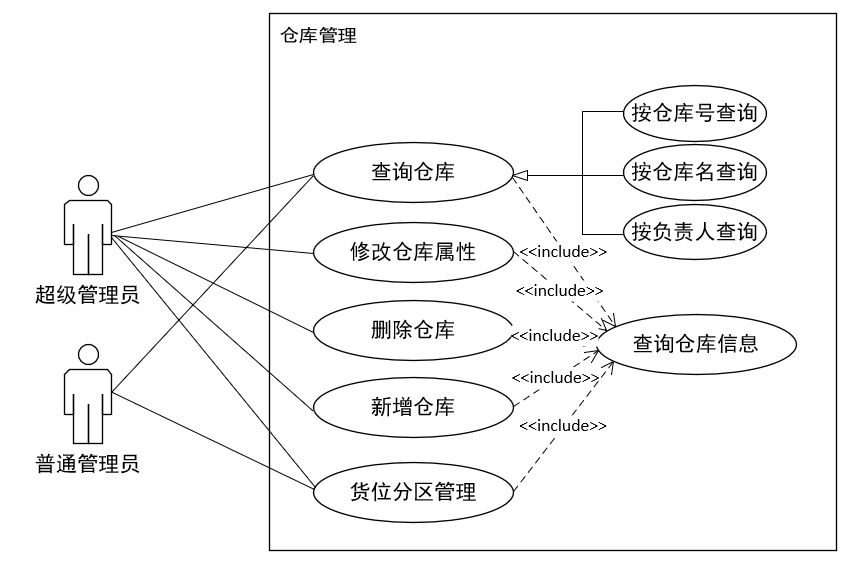 仓库管理
按仓库号查询
查询仓库
按仓库名查询
按负责人查询
修改仓库属性
<<include>>
<<include>>
超级管理员
删除仓库
<<include>>
查询仓库信息
<<include>>
新增仓库
<<include>>
普通管理员
货位分区管理